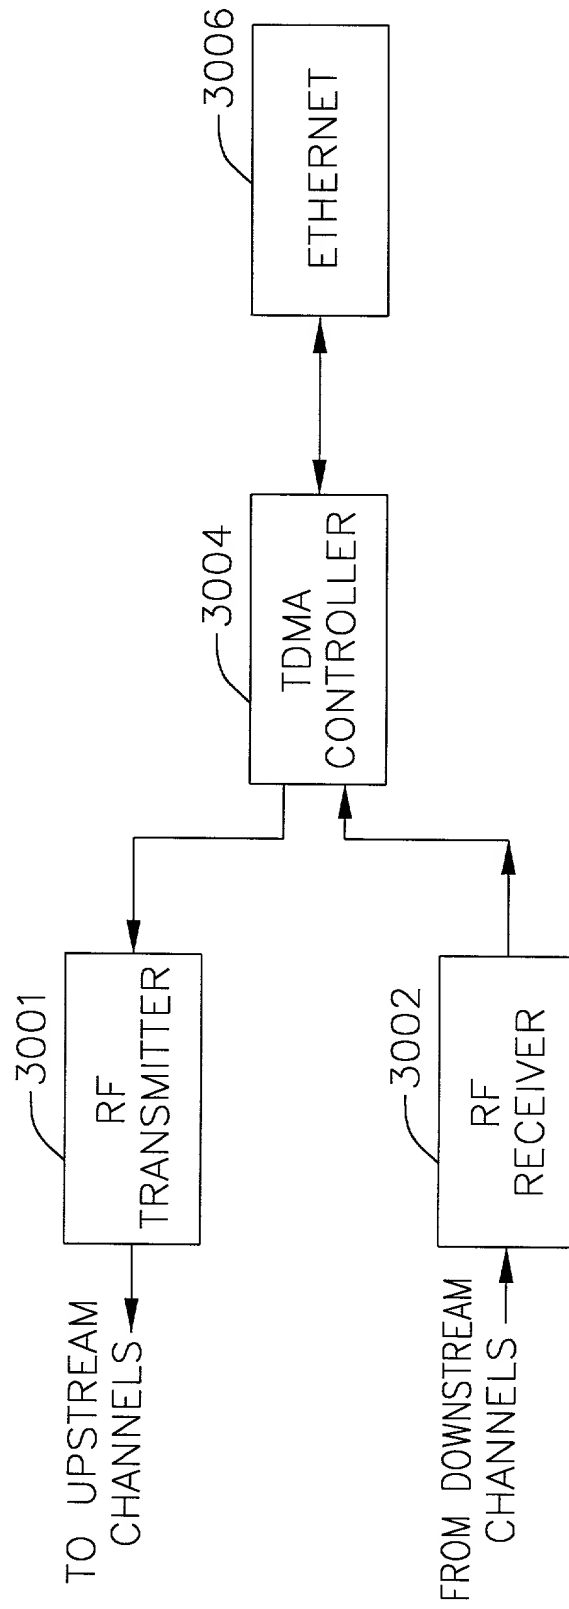 TO UPSTREAM
CHANNELS
3001
RF
TRANSMITTER
3004
TDMA
CONTROLLER
3006
ETHERNET
FROM DOWNSTREAM
CHANNELS
3002
RF
RECEIVER